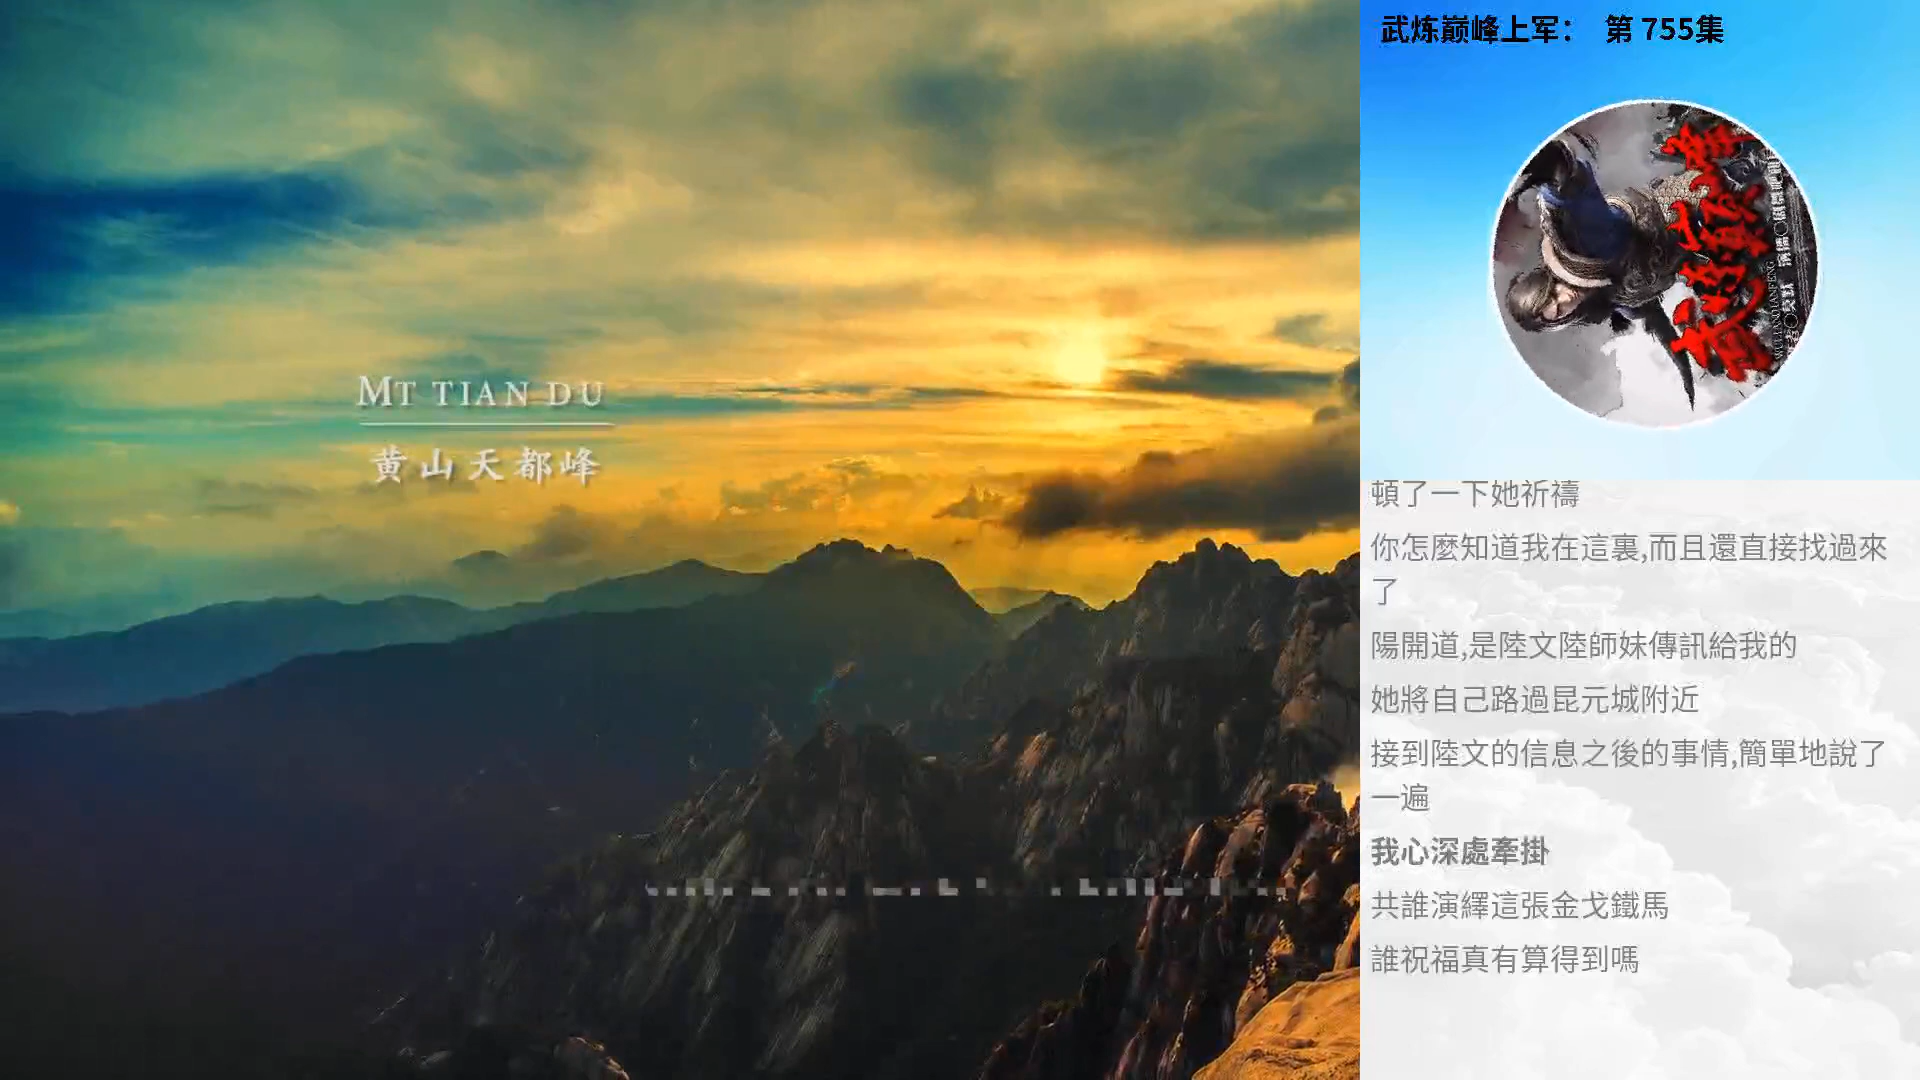 MT TIAN DU
黄山天都峰
武炼巅峰上军： 第 755集
頓了一下她祈禱
你怎麼知道我在這裏,而且還直接找過來
了
陽開道,是陸文陸師妹傳訊給我的
她將自己路過昆元城附近
接到陸文的信息之後的事情,簡單地說了
一遍
我心深處牽掛
共誰演繹這張金戈鐵馬
誰祝福真有算得到嗎